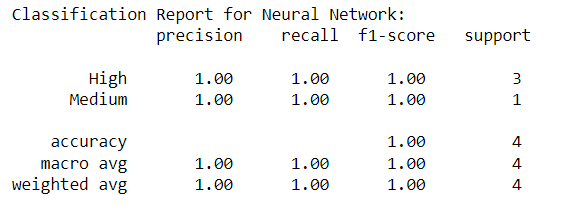 Classification Report for Neural Network:
precision recall f1-score support
High 1.00 1.00 1.00 3
Medium 1.00 1.00 1.00 1
accuracy 1.00 4
macro avg 1.00 1.00 1.00 4
weighted avg 1.00 1.00 1.00 4